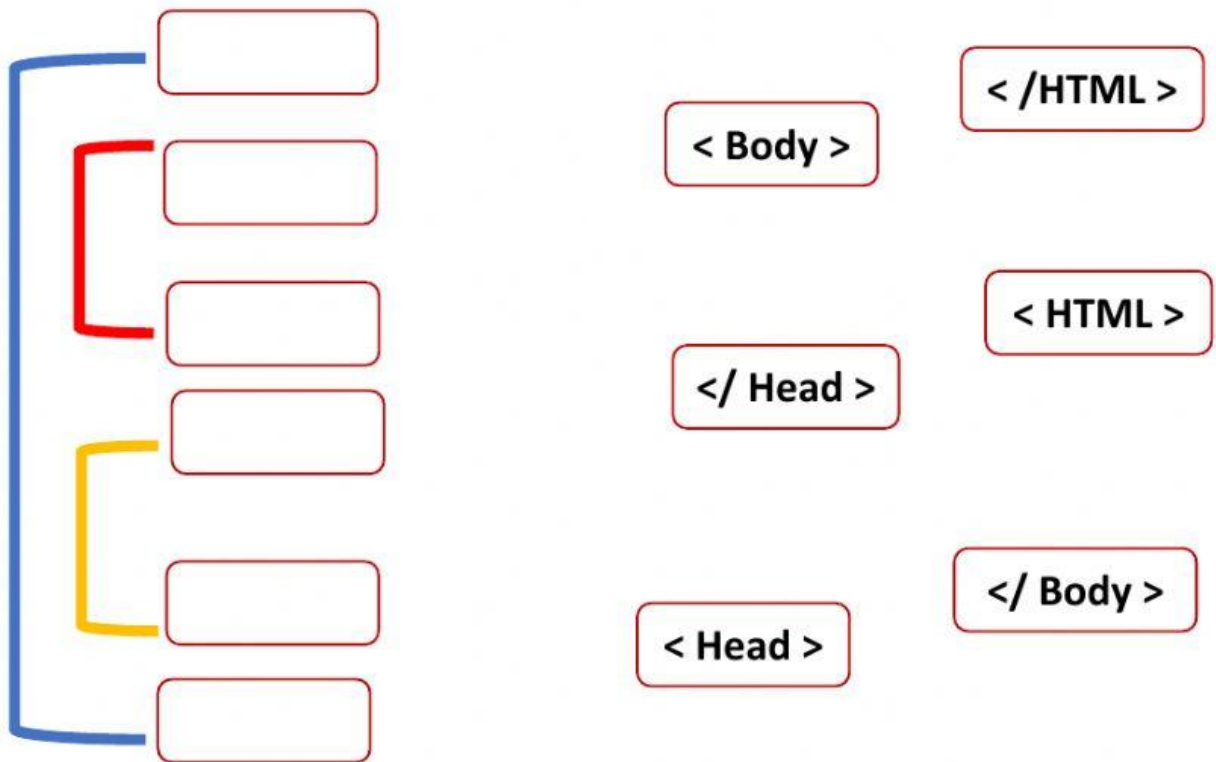 < /HTML >
< Body >
< HTML >
</ Head >
</ Body >
< Head >